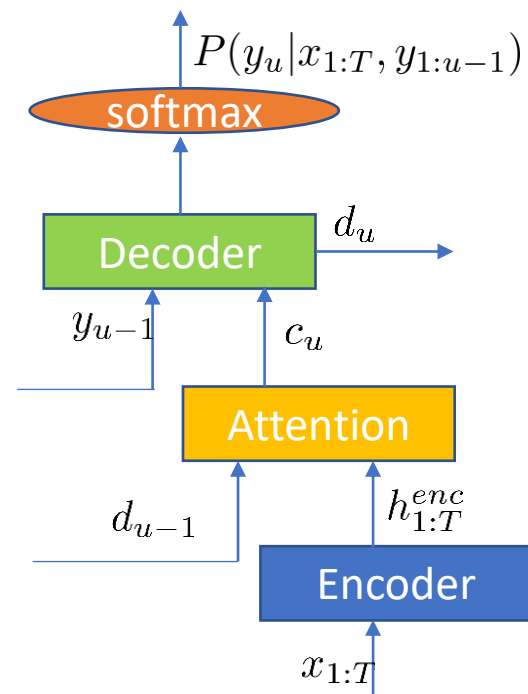 P(y_u|x_{1:T}, y_{1:u-1})
softmax
Decoder
d_u
y_{u-1}
c_u
Attention
d_{u-1}
h^{enc}_{1:T}
Encoder
x_{1:T}